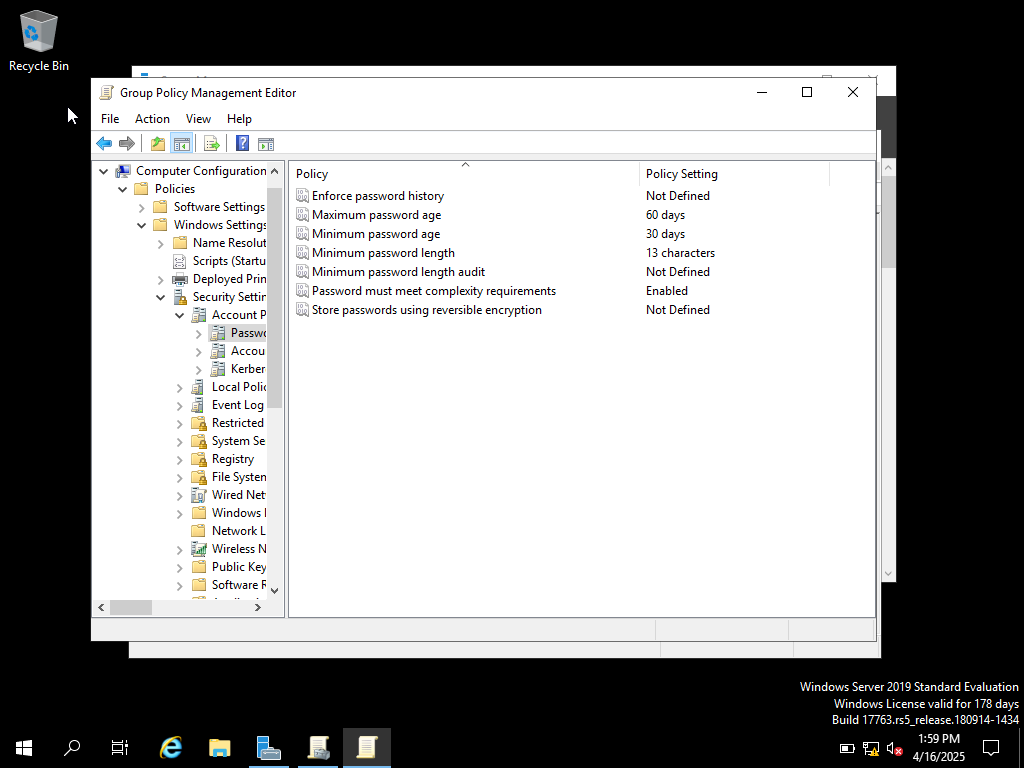 Recycle Bin
Group Policy Management Editor
File Action View Help
Computer Configuration
Policies
Software Settings
Windows Settings
Name Resolut
Scripts (Startu
Deployed Prin
Security Settin
Account P
Passwo
Accou
Kerber
Local Polic
Event Log
Restricted
System Se
Registry
File System
Wired Net
Windows
Network L
Wireless N
Public Key
Software R
Policy Policy Setting
Enforce password history Not Defined
Maximum password age 60 days
Minimum password age 30 days
Minimum password length 13 characters
Minimum password length audit Not Defined
Password must meet complexity requirements Enabled
Store passwords using reversible encryption Not Defined
Windows Server 2019 Standard Evaluation
Windows License valid for 178 days
Build 17763.rs5_release.180914-1434
1:59 PM
4/16/2025